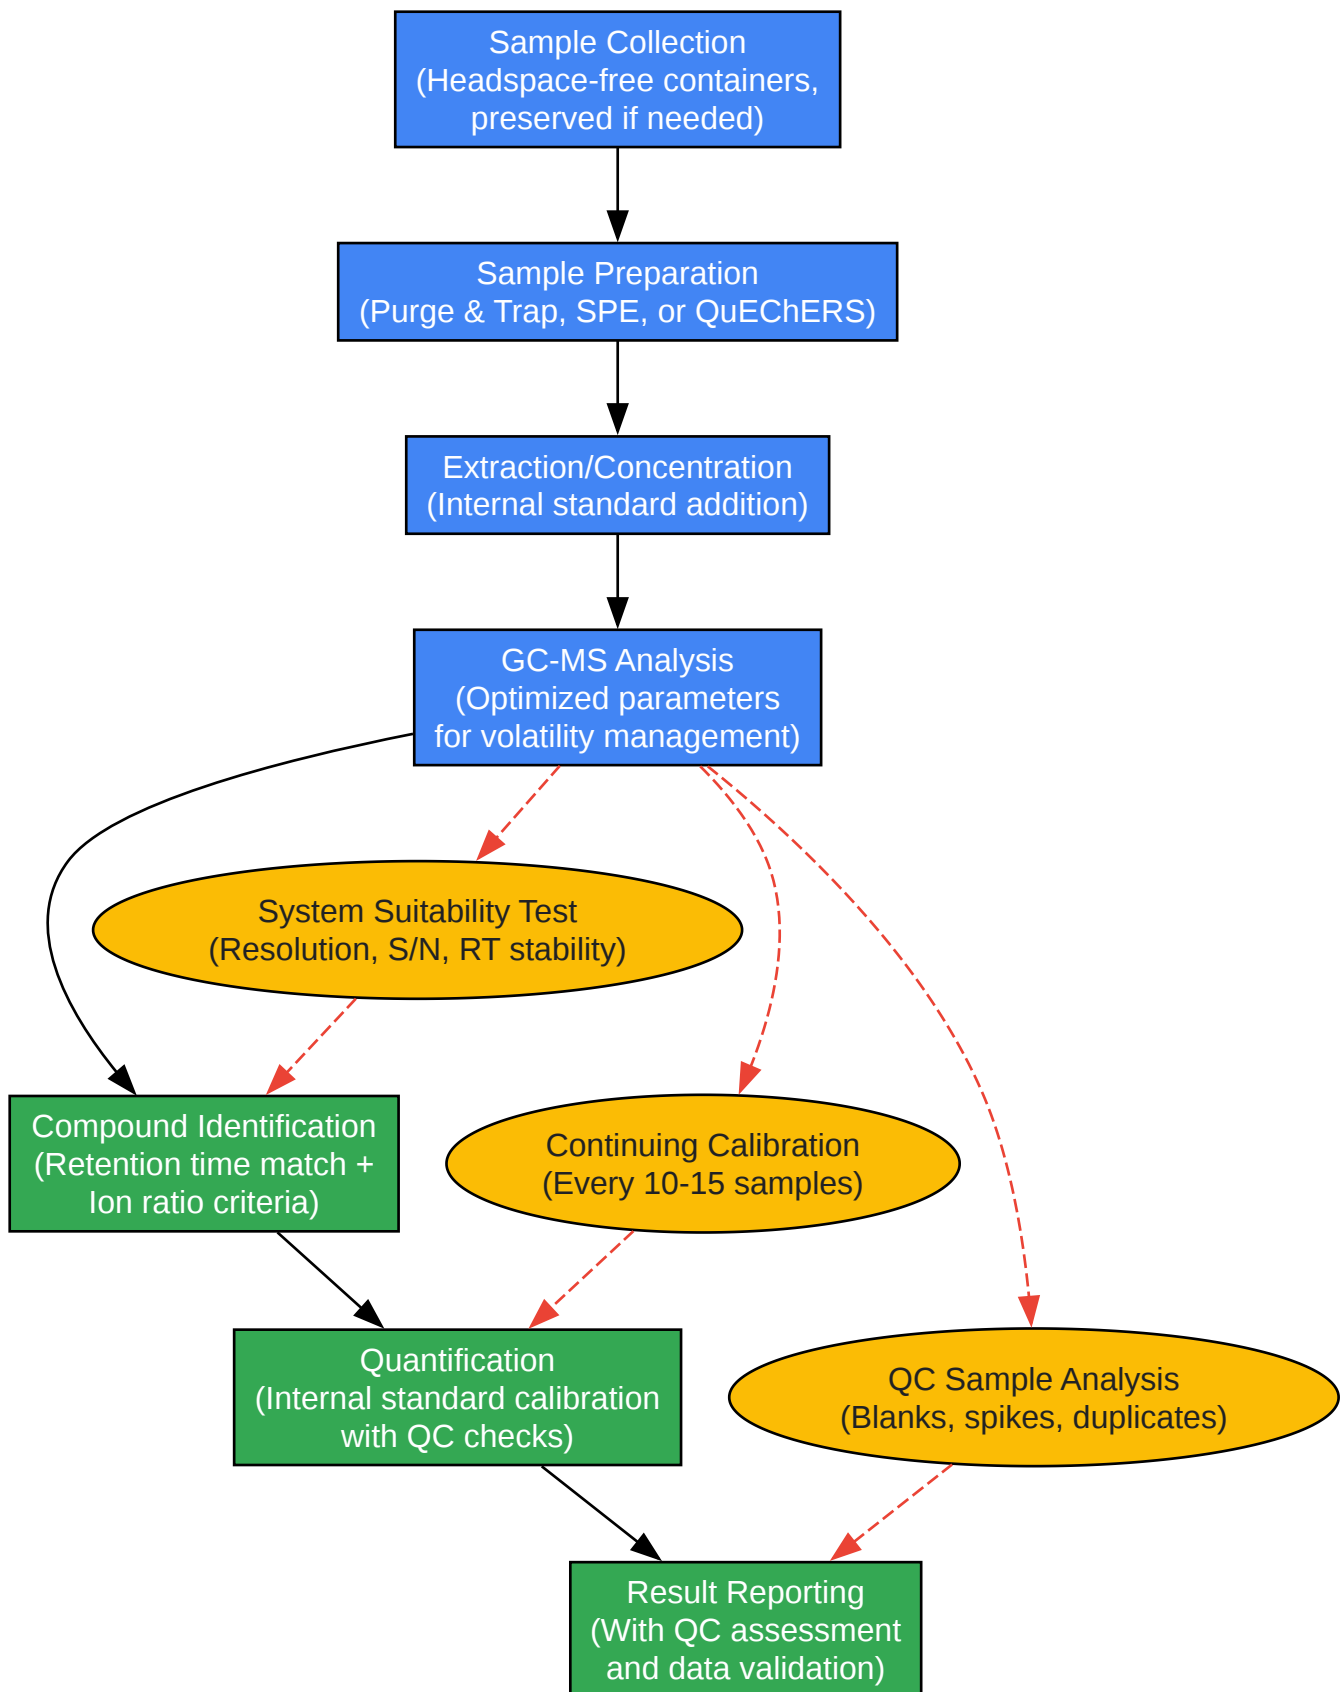 Sample Collection
(Headspace-free containers,
preserved if needed)
Sample Preparation
(Purge & Trap, SPE, or QuEChERS)
Extraction/Concentration
(Internal standard addition)
GC-MS Analysis
(Optimized parameters
for volatility management)
System Suitability Test
(Resolution, S/N, RT stability)
Compound Identification
(Retention time match +
Ion ratio criteria)
Continuing Calibration
(Every 10-15 samples)
Quantification
(Internal standard calibration
with QC checks)
QC Sample Analysis
(Blanks, spikes, duplicates)
Result Reporting
(With QC assessment
and data validation)